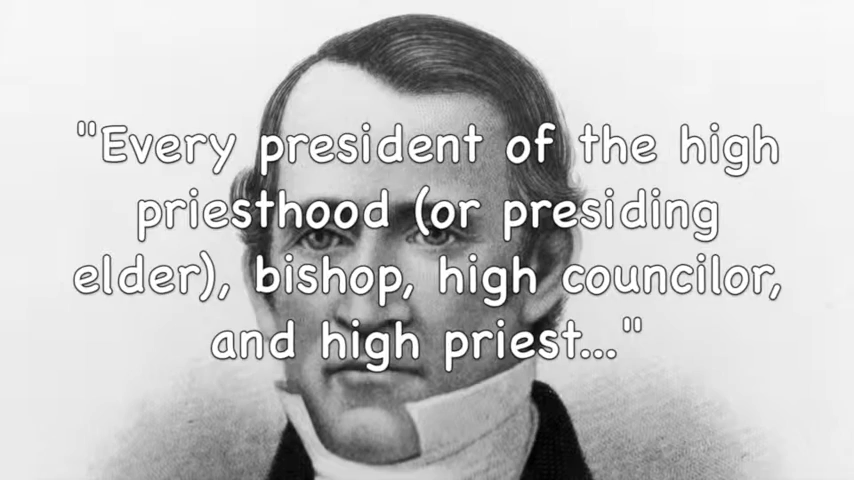 "Every president of the high
priesthood (or presiding
elder), bishop, high councilor,
and high priest..."